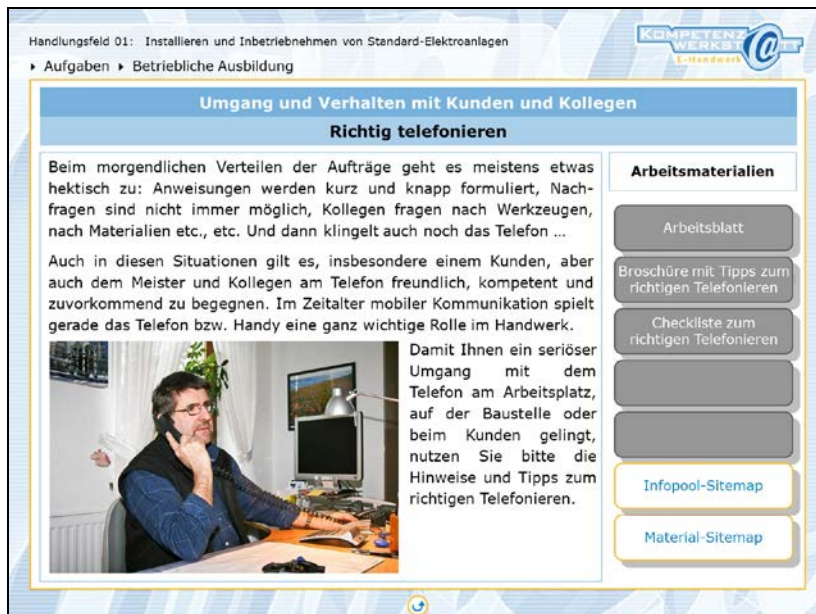 Handlungsfeld 01: Installieren und Inbetriebnehmen von Standard-Elektroanlagen
Aufgaben ▸ Betriebliche Ausbildung
KOMPETENZ
WERKST@TT
E-Handwerk
Umgang und Verhalten mit Kunden und Kollegen
Richtig telefonieren
Beim morgendlichen Verteilen der Aufträge geht es meistens etwas
hektisch zu: Anweisungen werden kurz und knapp formuliert, Nach-
fragen sind nicht immer möglich, Kollegen fragen nach Werkzeugen,
nach Materialien etc., etc. Und dann klingelt auch noch das Telefon ...
Auch in diesen Situationen gilt es, insbesondere einem Kunden, aber
auch dem Meister und Kollegen am Telefon freundlich, kompetent und
zuvorkommend zu begegnen. Im Zeitalter mobiler Kommunikation spielt
gerade das Telefon bzw. Handy eine ganz wichtige Rolle im Handwerk.
Damit Ihnen ein seriöser
Umgang mit dem
Telefon am Arbeitsplatz,
auf der Baustelle oder
beim Kunden gelingt,
nutzen Sie bitte die
Hinweise und Tipps zum
richtigen Telefonieren.
Arbeitsmaterialien
Arbeitsblatt
Broschüre mit Tipps zum
richtigen Telefonieren
Checkliste zum
richtigen Telefonieren
Infopool-Sitemap
Material-Sitemap